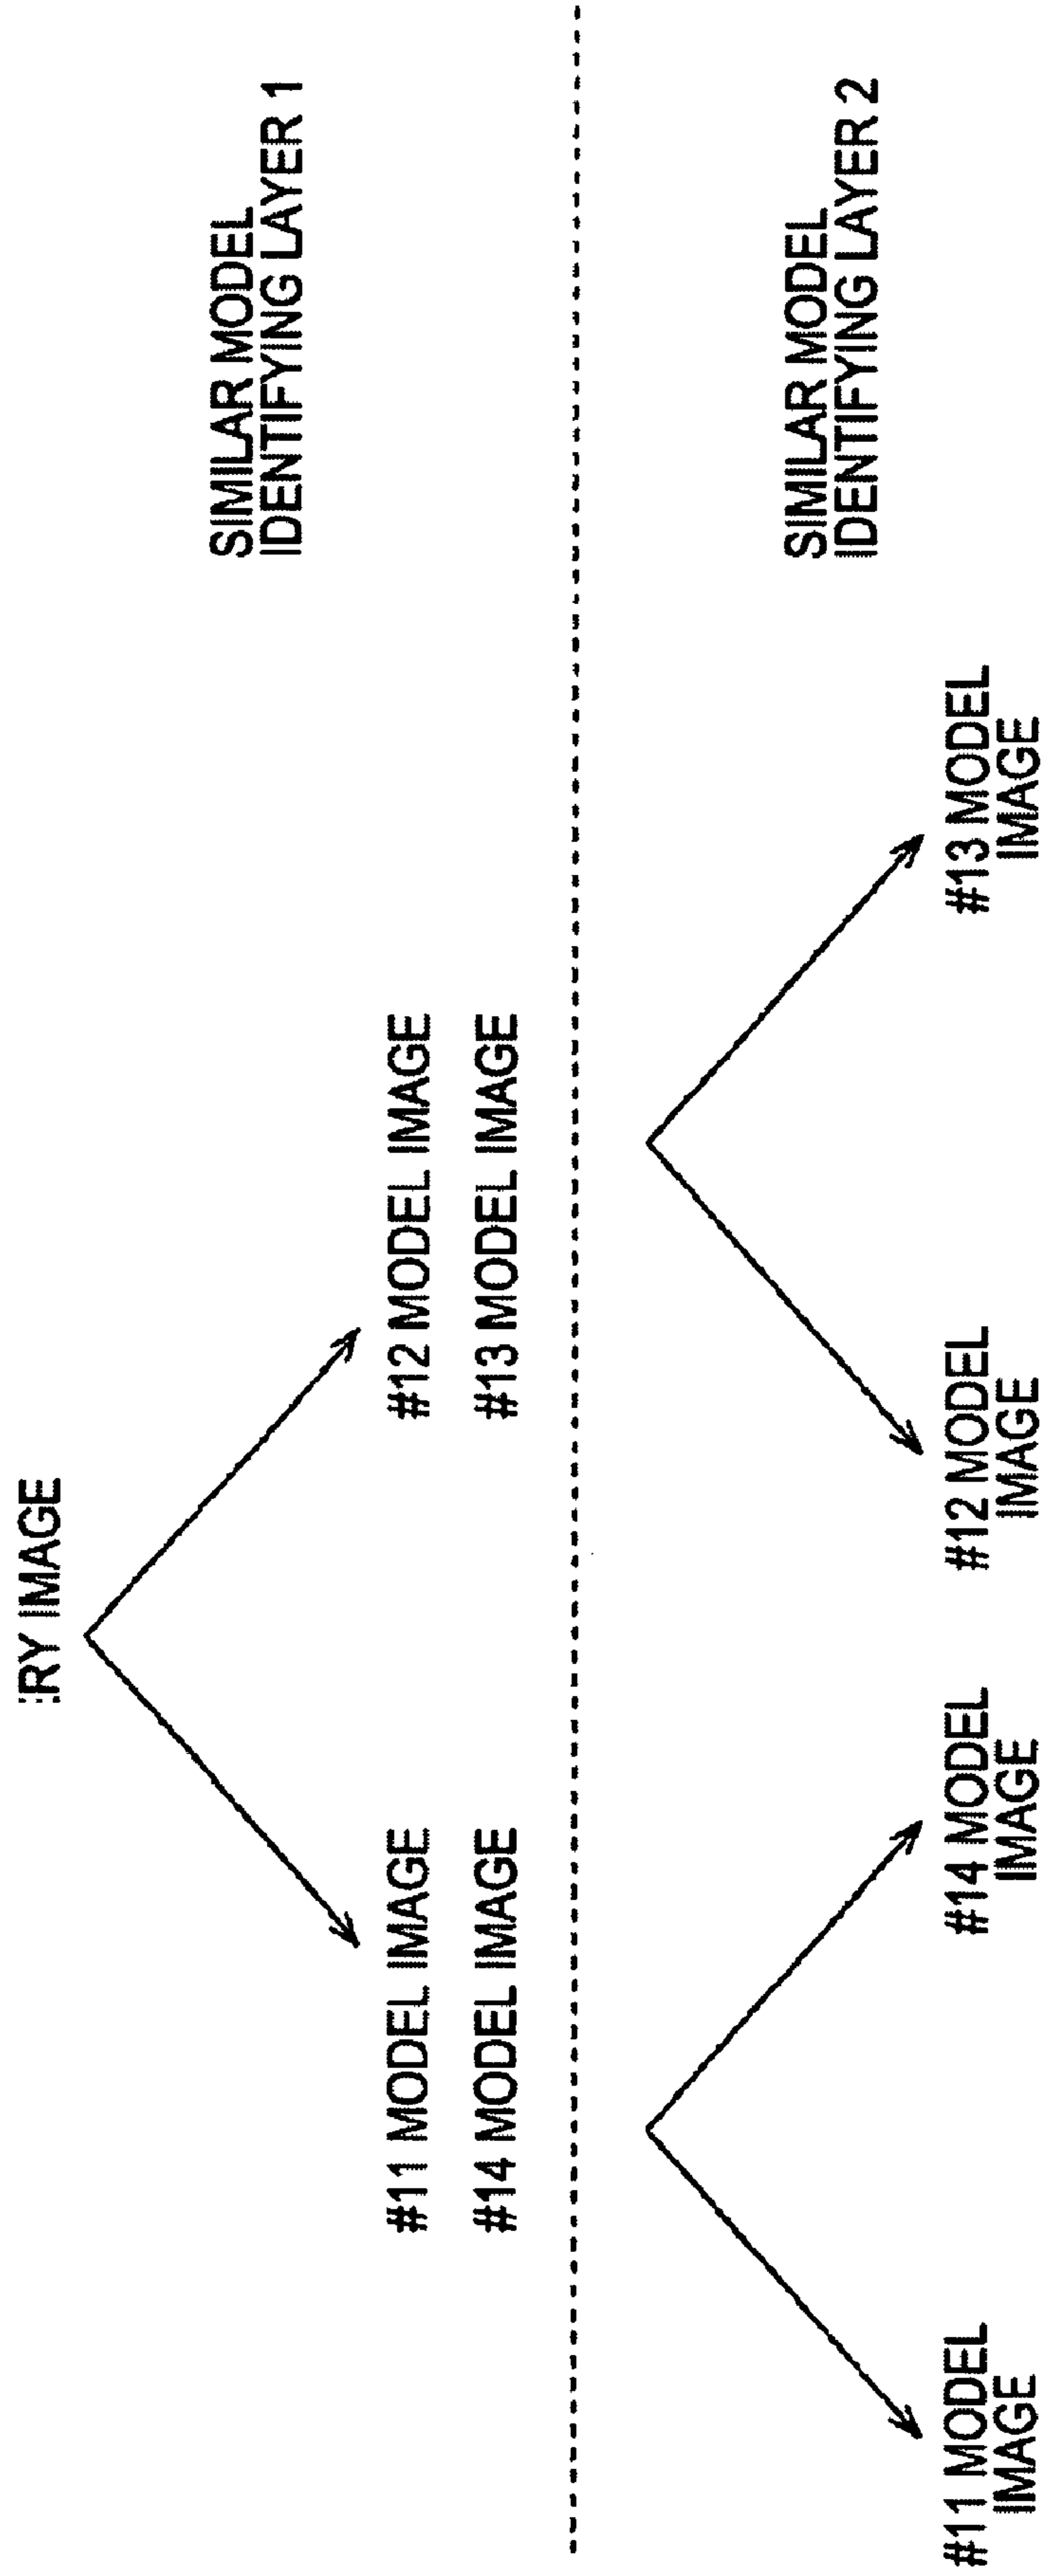 IMAGE
SIMILAR MODEL
IDENTIFYING LAYER 1
#11 MODEL IMAGE
#14 MODEL IMAGE
#12 MODEL IMAGE
#13 MODEL IMAGE
SIMILAR MODEL
IDENTIFYING LAYER 2
#11 MODEL
IMAGE
#14 MODEL
IMAGE
#12 MODEL
IMAGE
#13 MODEL
IMAGE